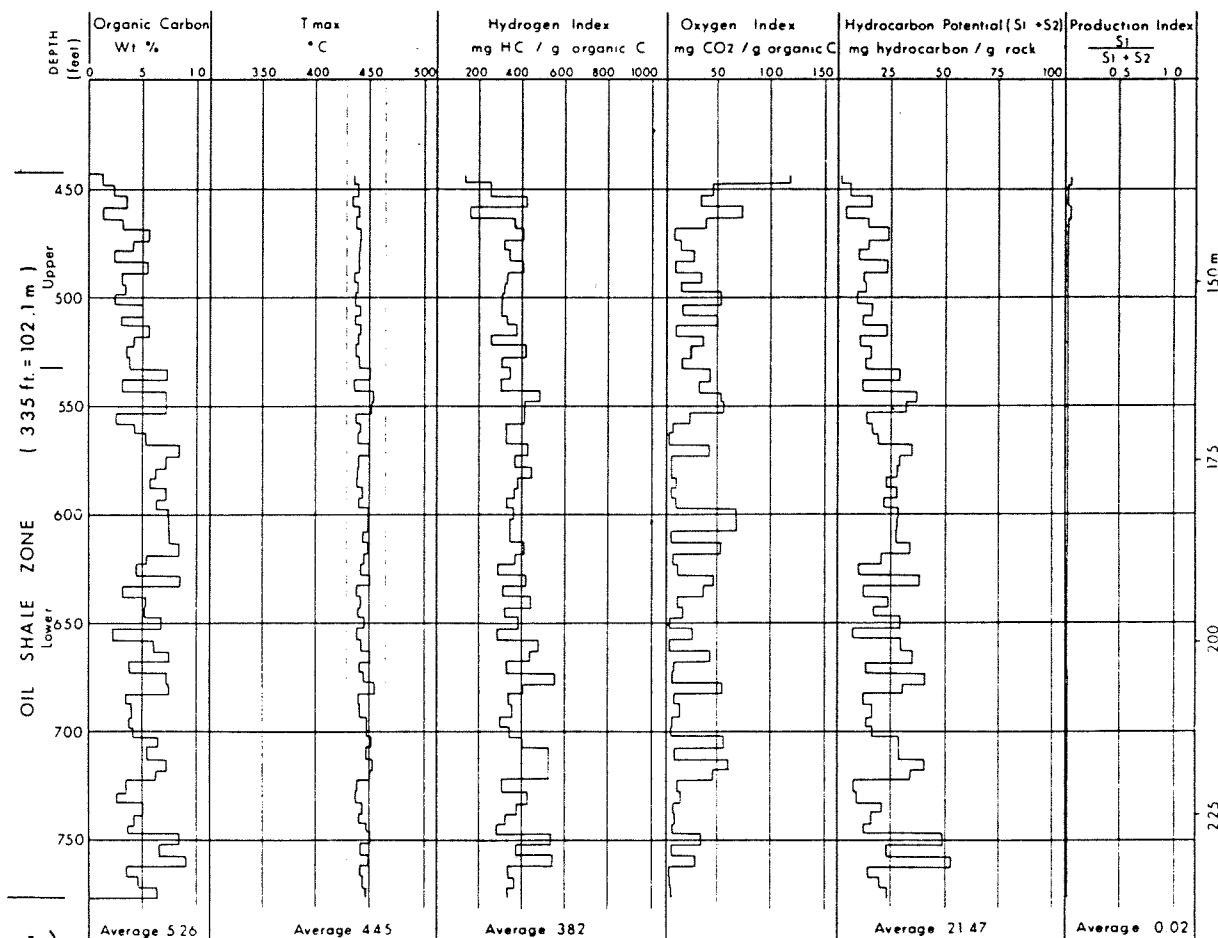 DEPTH (feet)
Organic Carbon
Wt %
0 5 10
T max
°C
350 400 450 500
Hydrogen Index
mg HC / g organic C
200 400 600 800 1000
Oxygen Index
mg CO2 / g organic C
50 100 150
Hydrocarbon Potential (S1 + S2)
mg hydrocarbon / g rock
25 50 75 100
Production Index
S1
S1 + S2
0 5 1 0
450
500
550
600
650
700
750
150 m
175
200
225
OIL SHALE ZONE ( 335 ft. = 102.1 m )
Upper
Lower
Average 5.26
Average 445
Average 382
Average 21.47
Average 0.02